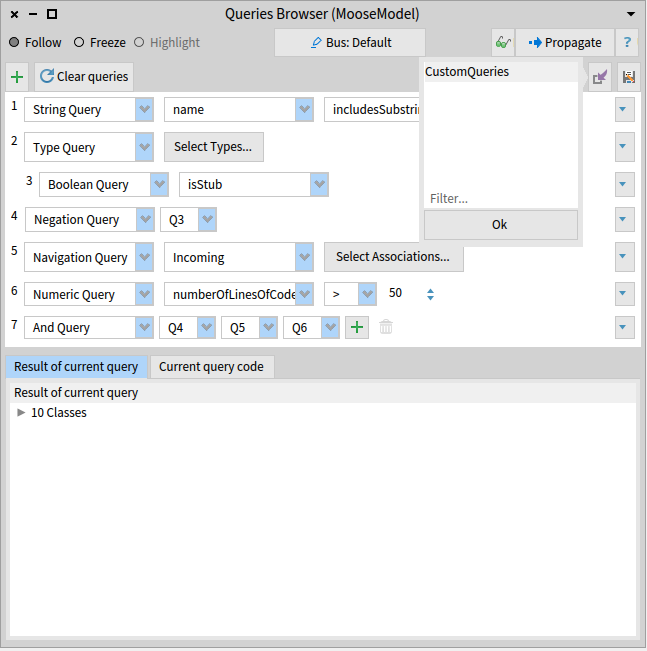 Queries Browser (MooseModel)
Follow Freeze Highlight Bus: Default Propagate ?
Clear queries
CustomQueries
Filter...
Ok
1 String Query name
2 Type Query Select Types...
3 Boolean Query isStub
4 Negation Query Q3
5 Navigation Query Incoming Select Associations...
6 Numeric Query numberOfLinesOfCode > 50
7 And Query Q4 Q5 Q6
Result of current query Current query code
Result of current query
10 Classes